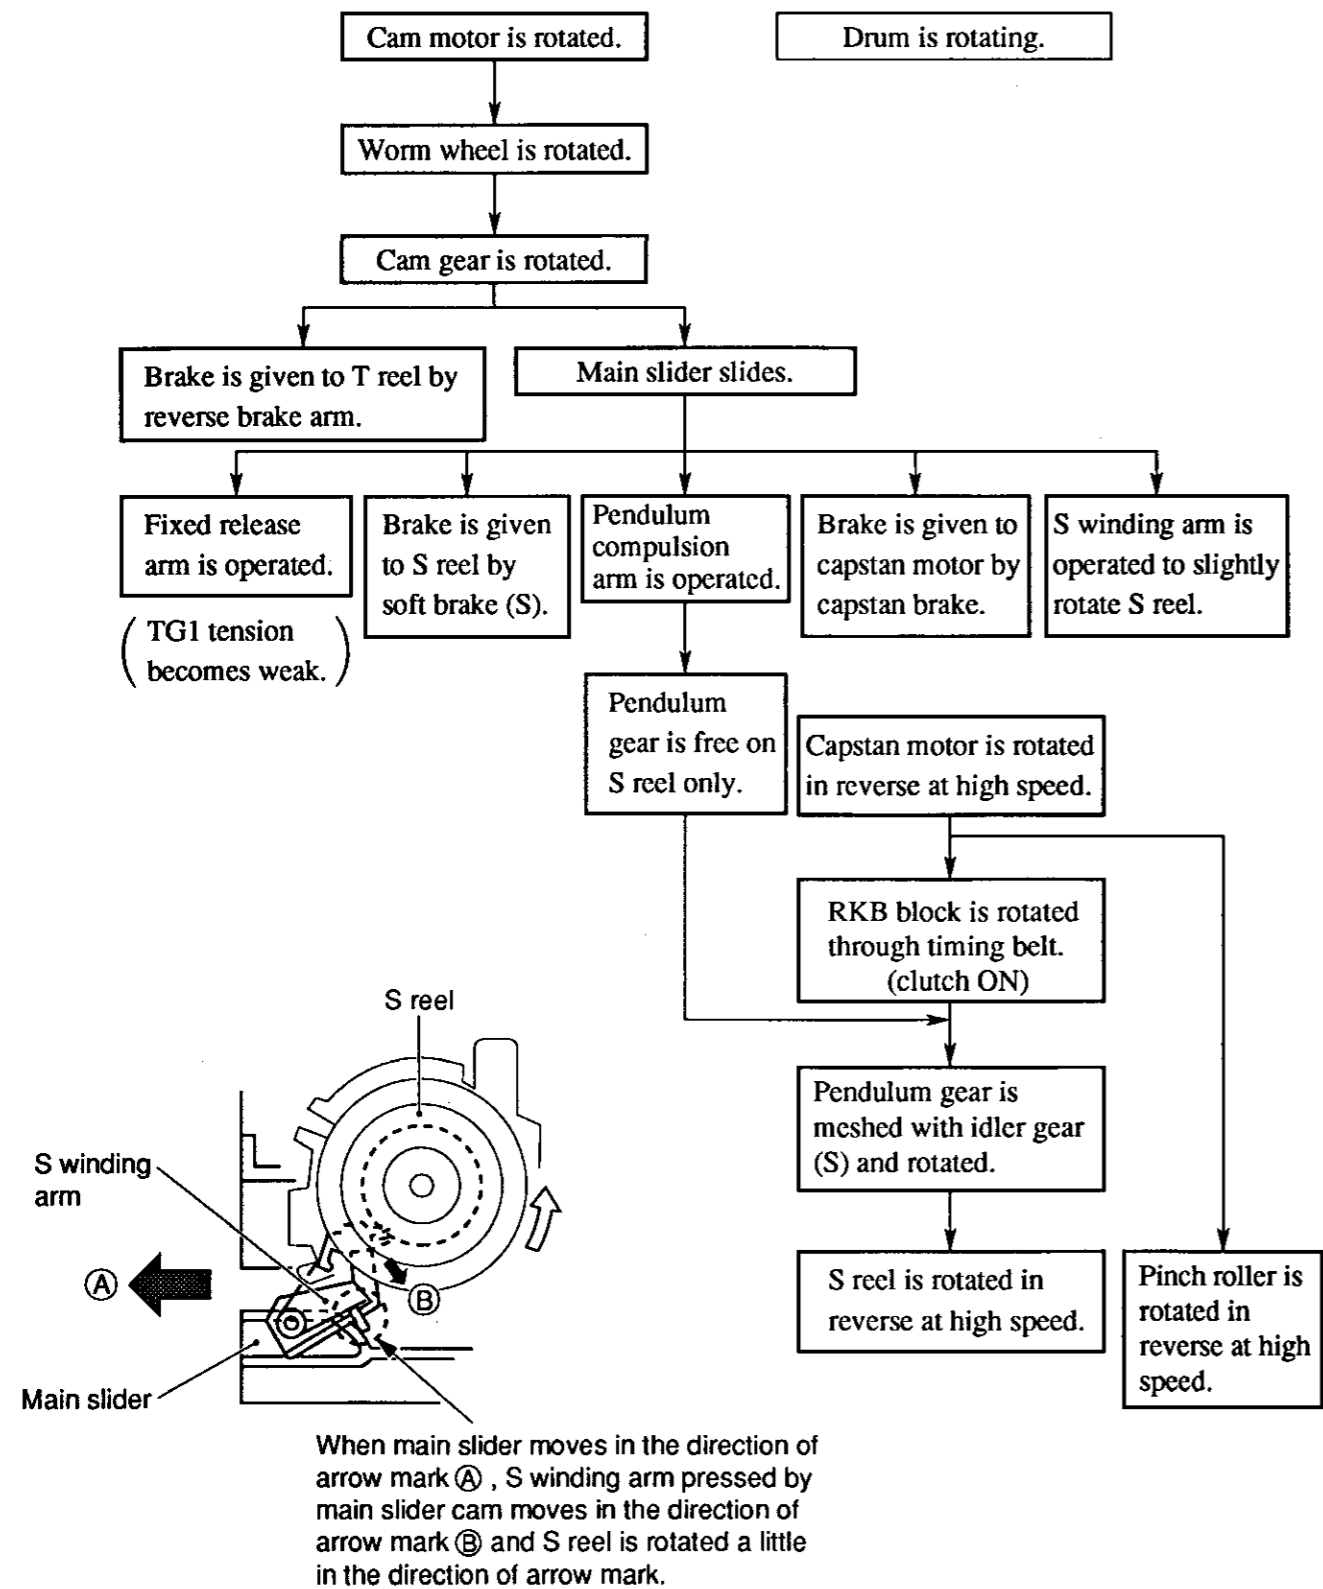 Cam motor is rotated.
Drum is rotating.
Worm wheel is rotated.
Cam gear is rotated.
Brake is given to T reel by
reverse brake arm.
Main slider slides.
Fixed release
arm is operated.
TG1 tension
becomes weak.
Brake is given
to S reel by
soft brake (S).
Pendulum
compulsion
arm is operated.
Brake is given to
capstan motor by
capstan brake.
S winding arm is
operated to slightly
rotate S reel.
Pendulum
gear is free on
S reel only.
Capstan motor is rotated
in reverse at high speed.
RKB block is rotated
through timing belt.
(clutch ON)
Pendulum gear is
meshed with idler gear
(S) and rotated.
S reel is rotated in
reverse at high speed.
Pinch roller is
rotated in
reverse at high
speed.
S reel
S winding
arm
Ⓐ
Ⓑ
Main slider
When main slider moves in the direction of
arrow mark Ⓐ , S winding arm pressed by
main slider cam moves in the direction of
arrow mark Ⓑ and S reel is rotated a little
in the direction of arrow mark.